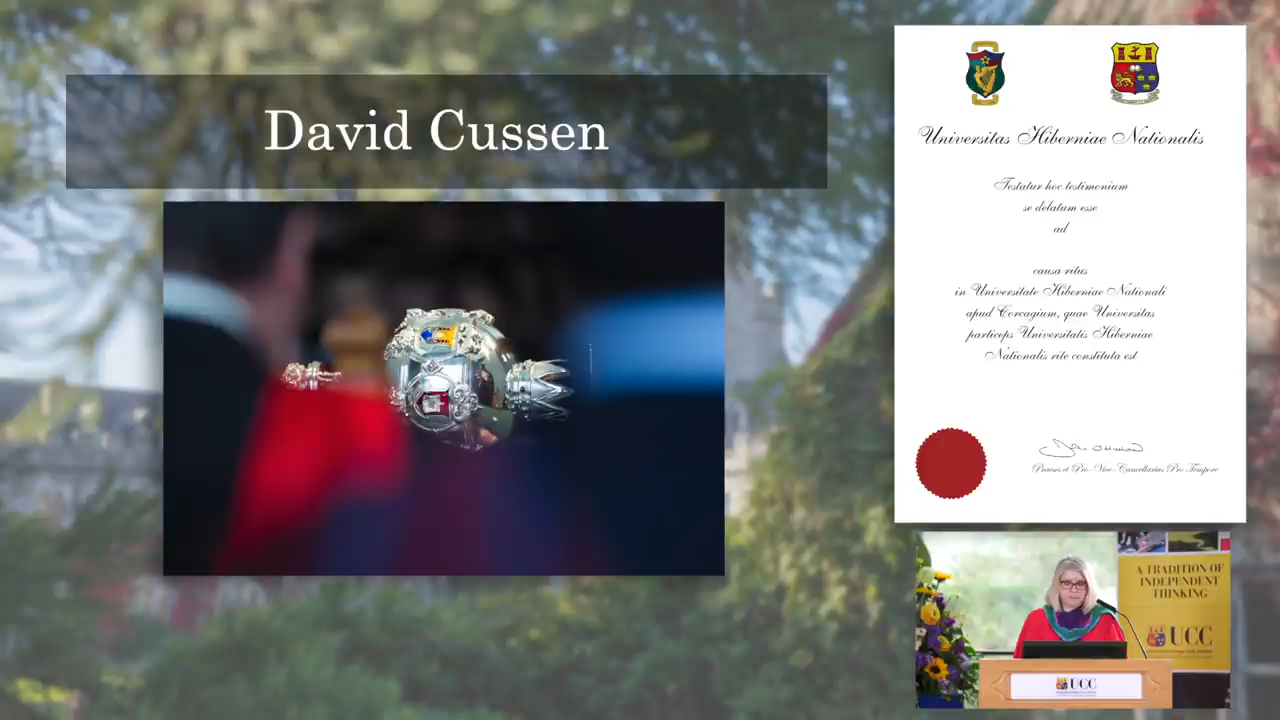 David Cussen
Universitas Hiberniae Nationalis
Testatur hoc testimonium
se delatum esse
ad
causa ritus
in Universitate Hiberniae Nationali
apud Corcagium, quae Universitas
particeps Universitatis Hiberniae
Nationalis rite constituta est
Praeses et Pro-Vice-Cancellarius Pro Tempore
A TRADITION OF
INDEPENDENT
THINKING
UCC
UCC